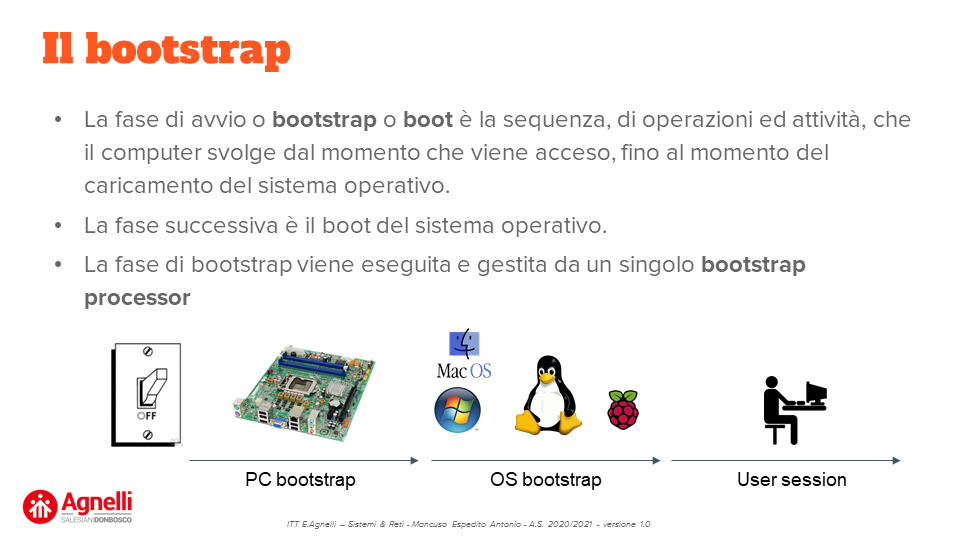 Il bootstrap
• La fase di avvio o bootstrap o boot è la sequenza, di operazioni ed attività, che
il computer svolge dal momento che viene acceso, fino al momento del
caricamento del sistema operativo.
• La fase successiva è il boot del sistema operativo.
• La fase di bootstrap viene eseguita e gestita da un singolo bootstrap
processor
OFF
Mac OS
PC bootstrap
OS bootstrap
User session
Agnelli
SALESIANIDONBOSCO
ITT E.Agnelli – Sistemi & Reti - Mancuso Espedito Antonio - A.S. 2020/2021 - versione 1.0